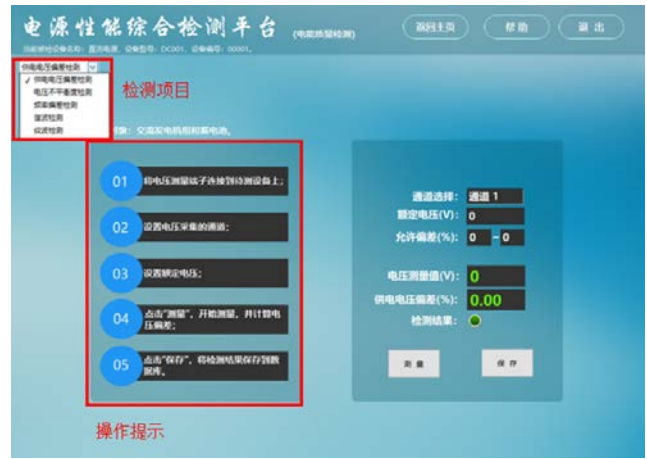 电源性能综合检测平台 (电能质量检测) 返回主页 帮助 退出
当前被检设备名称: 直流电源, 设备型号: DC001, 设备编号: 00001,
供电电压偏差检测
✓ 供电电压偏差检测
电压不平衡度检测
频率偏差检测
谐波检测
纹波检测
检测项目
对象: 交流发电机组和蓄电池。
01 将电压测量端子连接到待测设备上;
02 设置电压采集的通道;
03 设置额定电压;
04 点击“测量”, 开始测量, 并计算电
压偏差;
05 点击“保存”, 将检测结果保存到数
据库。
操作提示
通道选择: 通道 1
额定电压(V): 0
允许偏差(%): 0 ~ 0
电压测量值(V): 0
供电电压偏差(%): 0.00
检测结果:
测 量 保 存